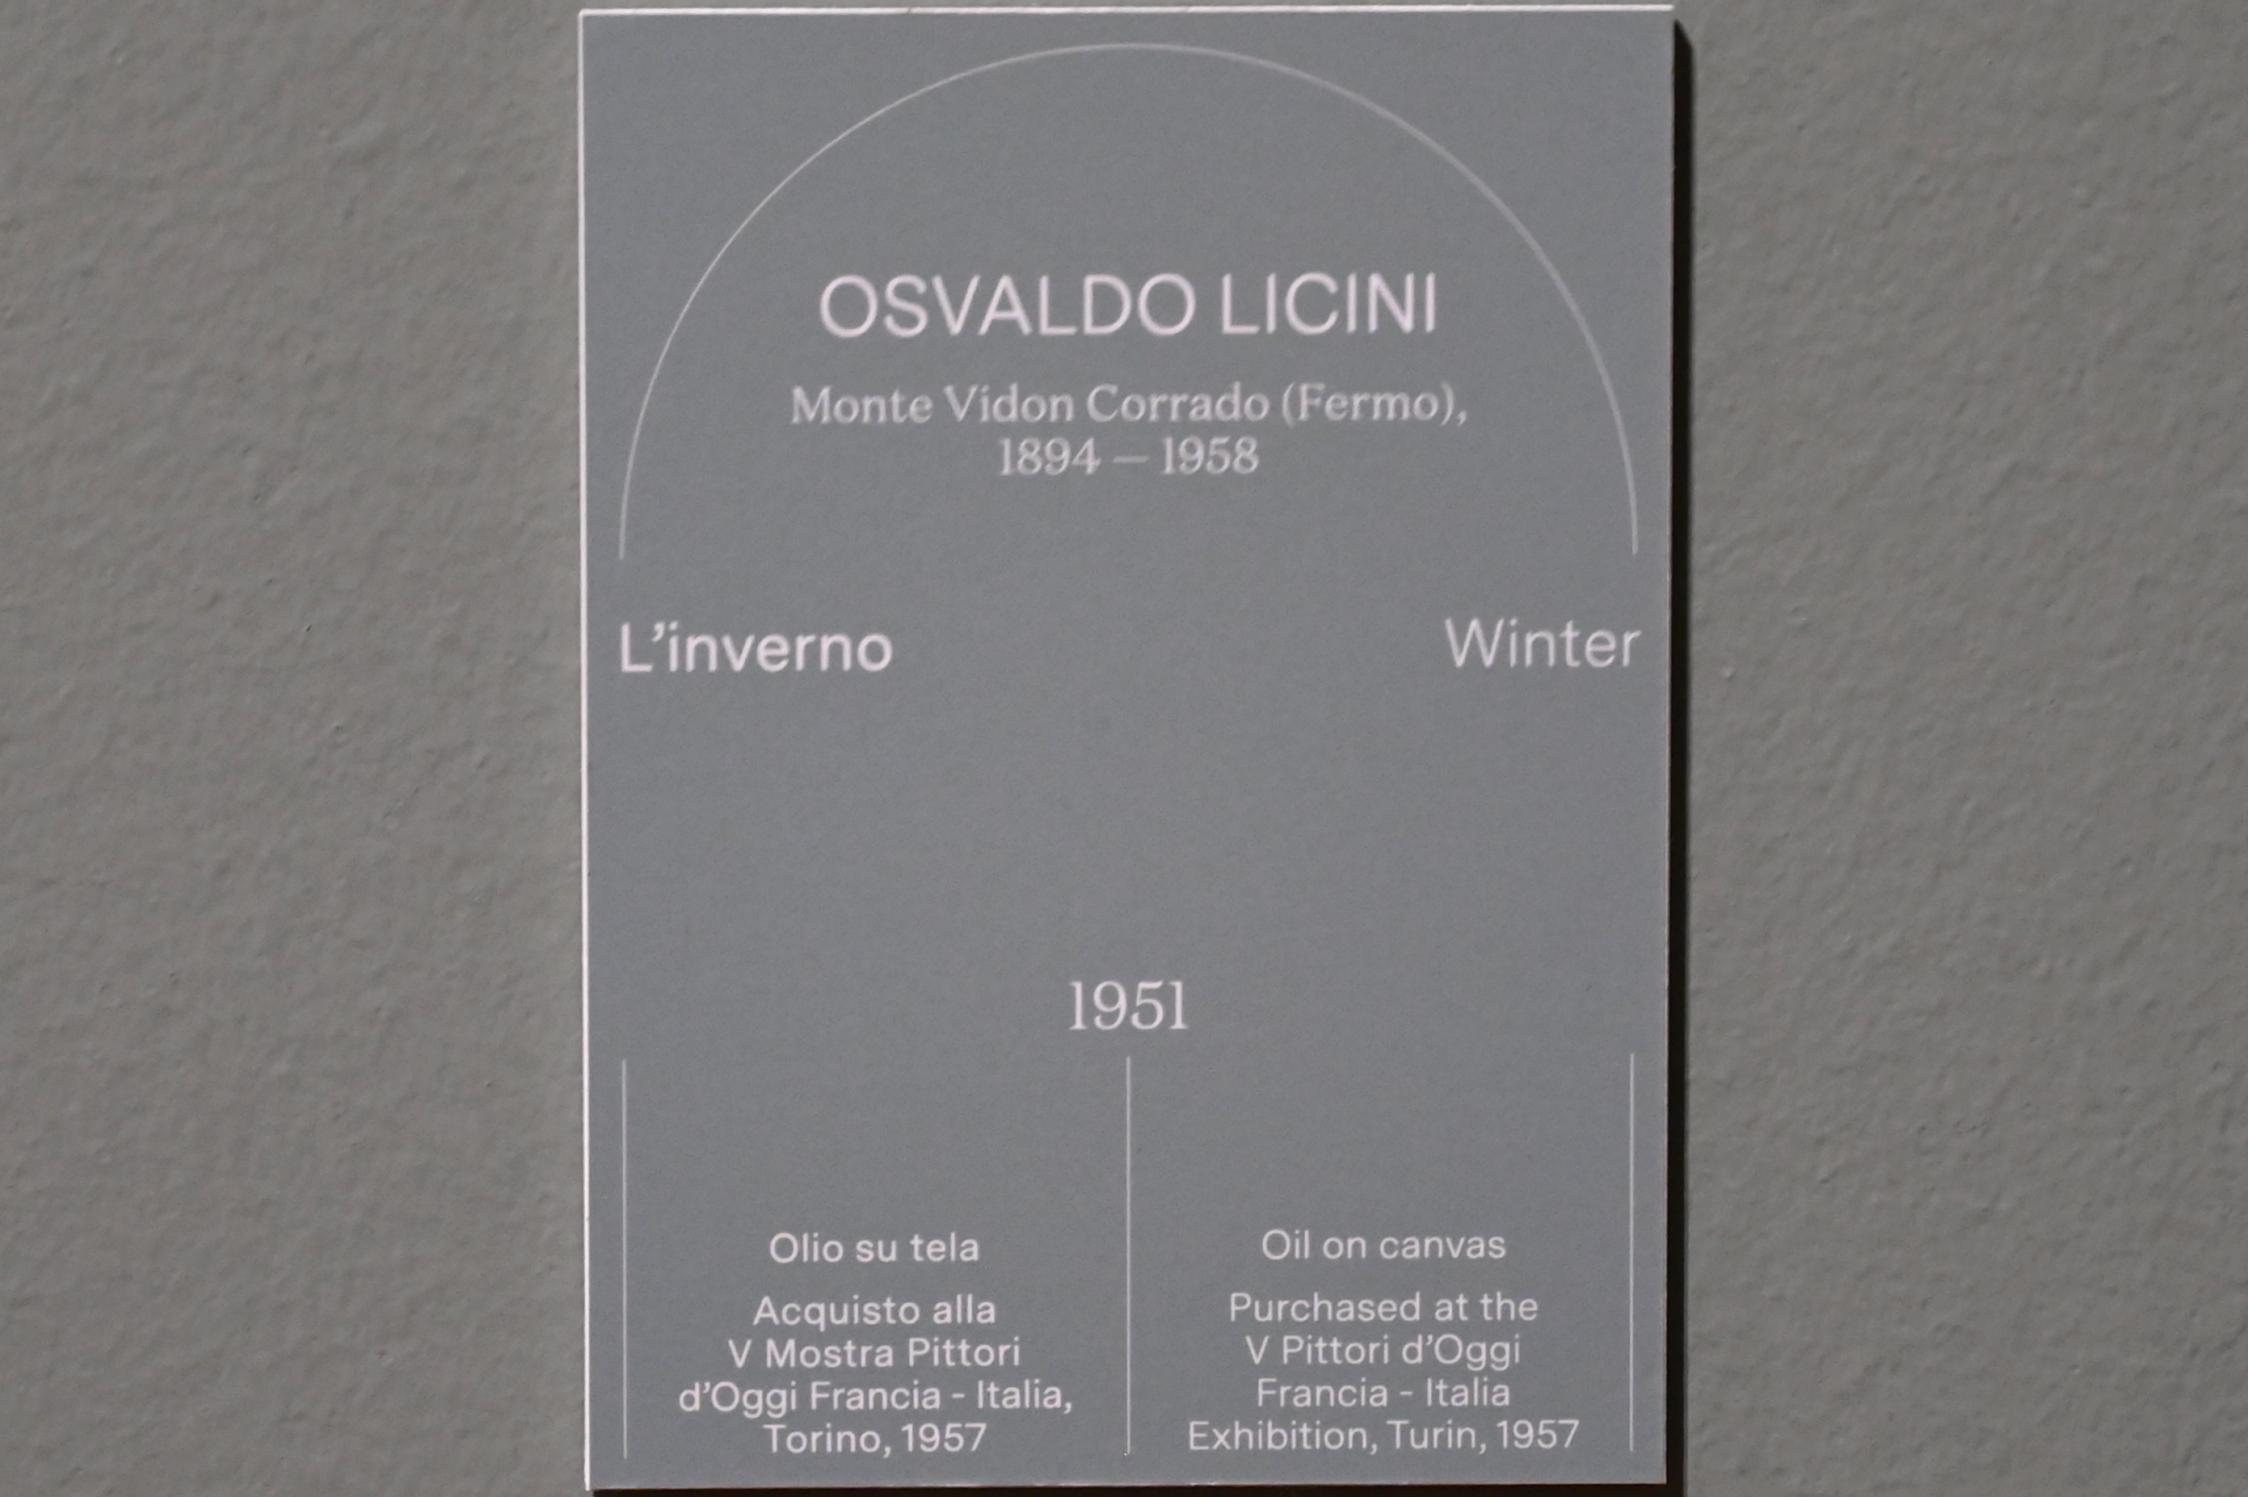 OSVALDO LICINI
Monte Vidon Corrado (Fermo),
1894 — 1958
L'inverno
Winter
1951
Olio su tela
Acquisto alla
V Mostra Pittori
d'Oggi Francia - Italia,
Torino, 1957
Oil on canvas
Purchased at the
V Pittori d'Oggi
Francia - Italia
Exhibition, Turin, 1957